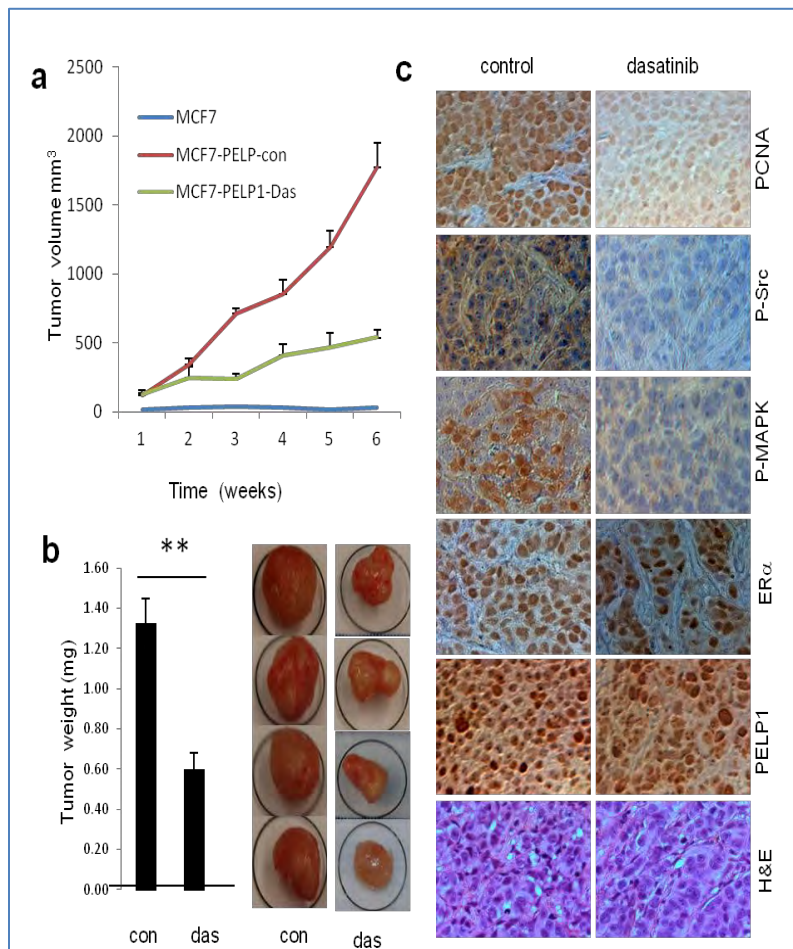 a
2500
2000
1500
1000
500
0
Tumor volume mm³
MCF7
MCF7-PELP-con
MCF7-PELP1-Das
1 2 3 4 5 6
Time (weeks)
b
**
1.60
1.40
1.20
1.00
0.80
0.60
0.40
0.20
0.00
Tumor weight (mg)
con das
con das
c
control dasatinib
PCNA
P-Src
P-MAPK
ERα
PELP1
H&E